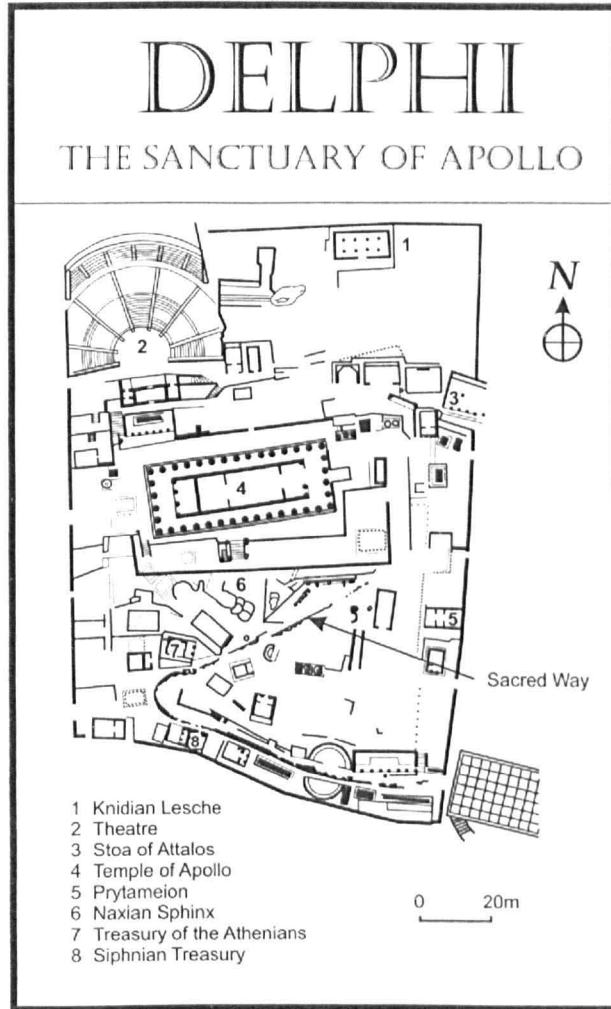 DELPHI
THE SANCTUARY OF APOLLO
1
N
2
3
4
6
5
7
Sacred Way
8
1 Knidian Lesche
2 Theatre
3 Stoa of Attalos
4 Temple of Apollo
5 Prytameion
6 Naxian Sphinx
7 Treasury of the Athenians
8 Siphnian Treasury
0 20m